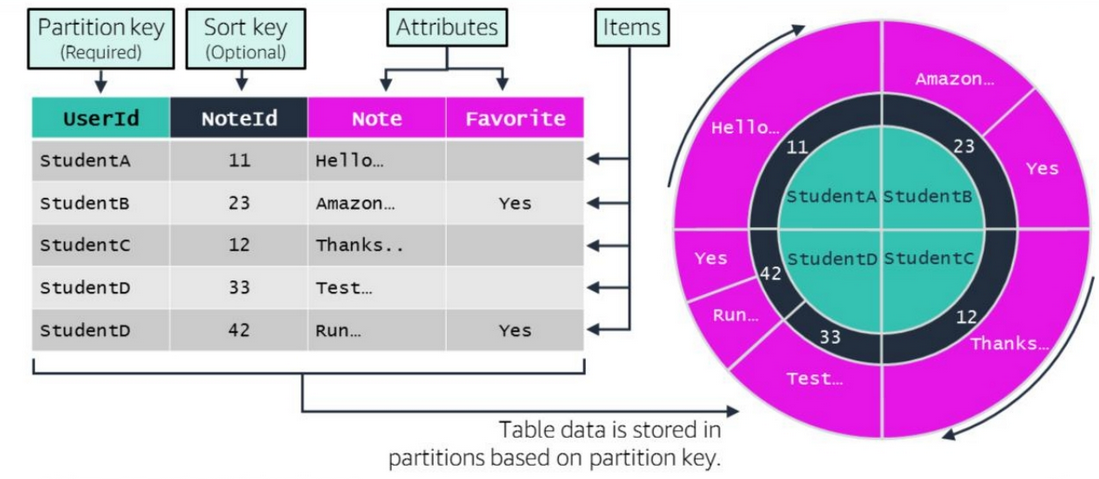 Partition key
(Required)
Sort key
(Optional)
Attributes
Items
UserId NoteId Note Favorite
StudentA 11 Hello…
StudentB 23 Amazon… Yes
StudentC 12 Thanks..
StudentD 33 Test…
StudentD 42 Run… Yes
Table data is stored in
partitions based on partition key.
Amazon…
Hello…
11
23
Yes
StudentA StudentB
StudentD StudentC
Yes
42
Run…
12
33
Thanks…
Test…